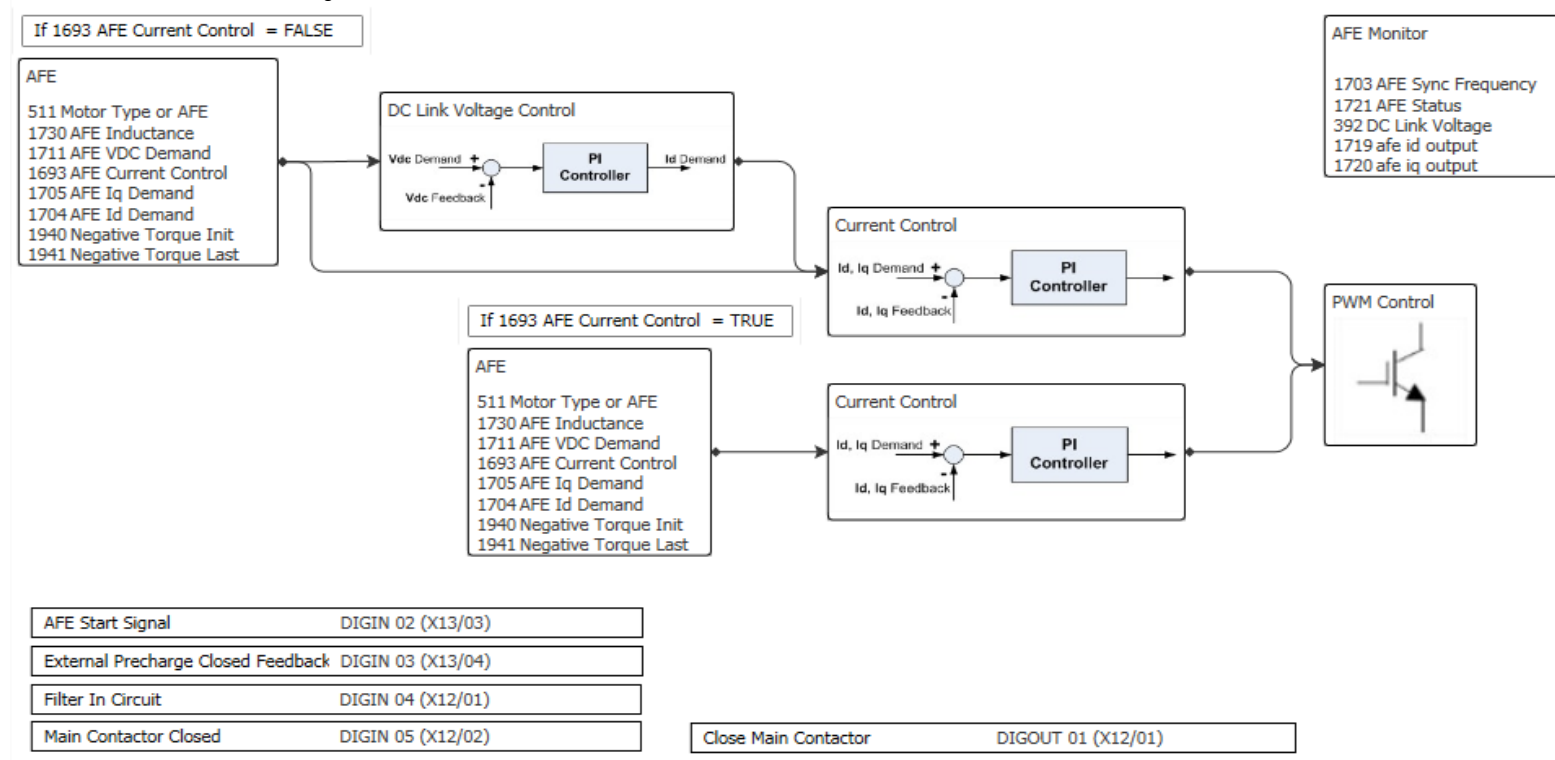 If 1693 AFE Current Control = FALSE
AFE
511 Motor Type or AFE
1730 AFE Inductance
1711 AFE VDC Demand
1693 AFE Current Control
1705 AFE Iq Demand
1704 AFE Id Demand
1940 Negative Torque Init
1941 Negative Torque Last
DC Link Voltage Control
Vdc Demand +
PI
Controller
Id Demand
-
Vdc Feedback
Current Control
Id, Iq Demand +
PI
Controller
-
Id, Iq Feedback
AFE Monitor
1703 AFE Sync Frequency
1721 AFE Status
392 DC Link Voltage
1719 afe id output
1720 afe iq output
PWM Control
If 1693 AFE Current Control = TRUE
AFE
511 Motor Type or AFE
1730 AFE Inductance
1711 AFE VDC Demand
1693 AFE Current Control
1705 AFE Iq Demand
1704 AFE Id Demand
1940 Negative Torque Init
1941 Negative Torque Last
Current Control
Id, Iq Demand +
PI
Controller
-
Id, Iq Feedback
AFE Start Signal DIGIN 02 (X13/03)
External Precharge Closed Feedback DIGIN 03 (X13/04)
Filter In Circuit DIGIN 04 (X12/01)
Main Contactor Closed DIGIN 05 (X12/02)
Close Main Contactor DIGOUT 01 (X12/01)